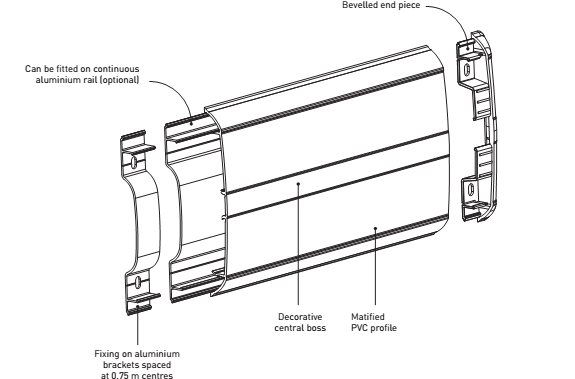 Bevelled end piece
Can be fitted on continuous
aluminium rail (optional)
Decorative
central boss
Matified
PVC profile
Fixing on aluminium
brackets spaced
at 0.75 m centres